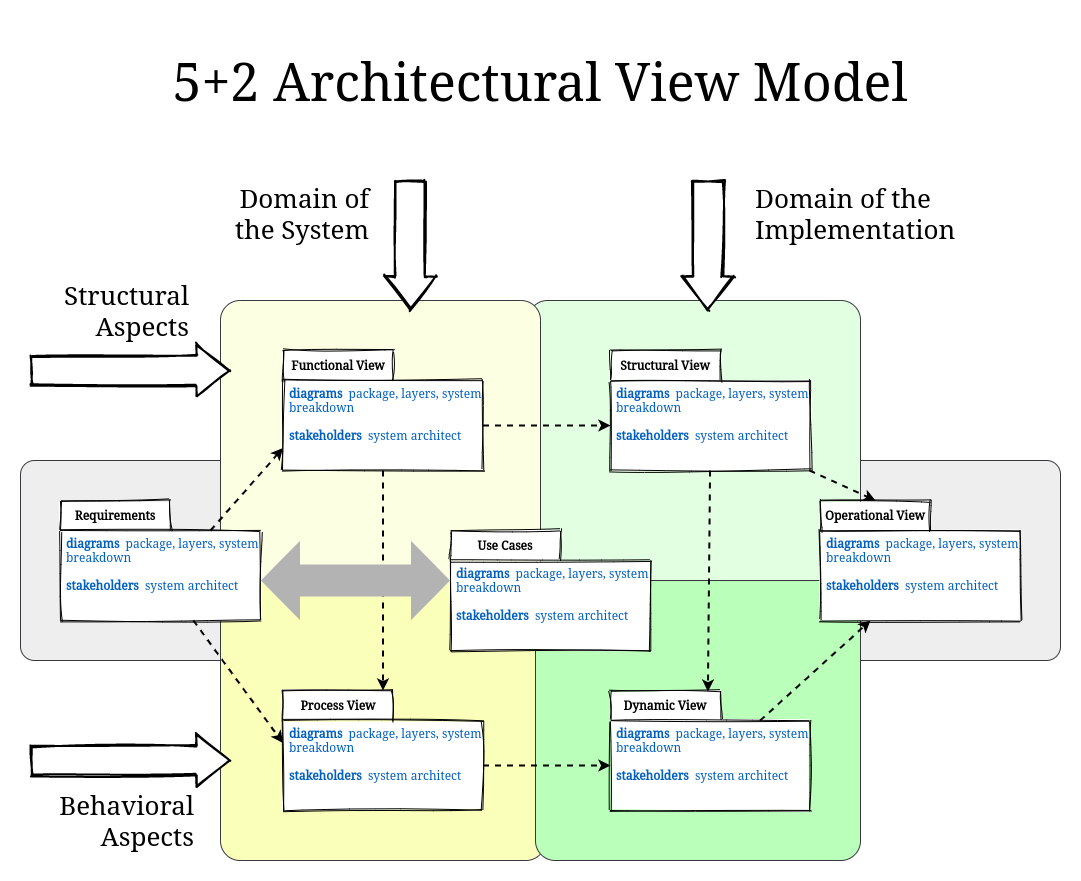 5+2 Architectural View Model
Domain of
the System
Domain of the
Implementation
Structural
Aspects
Functional View
diagrams package, layers, system
breakdown
stakeholders system architect
Structural View
diagrams package, layers, system
breakdown
stakeholders system architect
Requirements
diagrams package, layers, system
breakdown
stakeholders system architect
Use Cases
diagrams package, layers, system
breakdown
stakeholders system architect
Operational View
diagrams package, layers, system
breakdown
stakeholders system architect
Process View
diagrams package, layers, system
breakdown
stakeholders system architect
Dynamic View
diagrams package, layers, system
breakdown
stakeholders system architect
Behavioral
Aspects